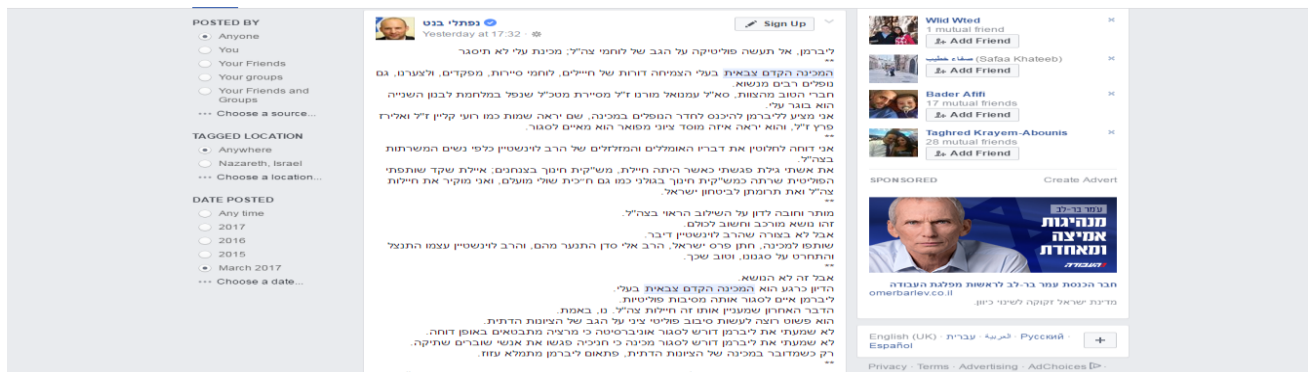 POSTED BY
Anyone
You
Your Friends
Your groups
Your Friends and
Groups
Choose a source...
TAGGED LOCATION
Anywhere
Nazareth, Israel
Choose a location...
DATE POSTED
Any time
2017
2016
2015
March 2017
Choose a date...
נפתלי בנט
Yesterday at 17:32
Sign Up
ליברמן, אל תעשה פוליטיקה על הגב של לוחמי צה"ל; מכינת עלי לא תיסגר
**
המכינה הקדם צבאית בעלי הצמיחה דורות של חיילים, לוחמי סיירות, מפקדים, ולצערנו, גם
נופלים רבים מנשוא.
חברי הטוב מהצוות, סא"ל עמנואל מורנו ז"ל מסיירת מטכ"ל שנפל במלחמת לבנון השנייה
הוא בוגר עלי.
אני מציע לליברמן להיכנס לחדר הנופלים במכינה, שם יראה שמות כמו רועי קליין ז"ל ואלירז
פרץ ז"ל, והוא יראה איזה מוסד ציוני מפואר הוא מאיים לסגור.
**
אני דוחה לחלוטין את דבריו האומללים והמזלזלים של הרב לוינשטיין כלפי נשים המשרתות
בצה"ל.
את אשתי גילת פגשתי כאשר היתה חיילת, מש"קית חינוך בצנחנים; איילת שקד שותפתי
הפוליטית שרתה כמש"קית חינוך בגולני כמו גם ח״כית שולי מועלם, ואני מוקיר את חיילות
צה"ל ואת תרומתן לביטחון ישראל.
**
מותר וחובה לדון על השילוב הראוי בצה"ל.
זהו נושא מורכב וחשוב לכולם.
אבל לא בצורה שהרב לוינשטיין דיבר.
שותפו למכינה, חתן פרס ישראל, הרב אלי סדן התנער מהם, והרב לוינשטיין עצמו התנצל
והתחרט על סגנונו, וטוב שכך.
**
אבל זה לא הנושא.
הדיון כרגע הוא המכינה הקדם צבאית בעלי.
ליברמן איים לסגור אותה מסיבות פוליטיות.
הדבר האחרון שמעניין אותו זה חיילות צה"ל. נו, באמת.
הוא פשוט רוצה לעשות סיבוב פוליטי ציני על הגב של הציונות הדתית.
לא שמעתי את ליברמן דורש לסגור אוניברסיטה כי מרציה מתבטאים באופן דוחה.
לא שמעתי את ליברמן דורש לסגור מכינה כי חניכיה פגשו את אנשי שוברים שתיקה.
רק כשמדובר במכינה של הציונות הדתית, פתאום ליברמן מתמלא עזוז.
**
Wlid Wted
1 mutual friend
Add Friend
صفاء خطيب (Safaa Khateeb)
Add Friend
Bader Afifi
17 mutual friends
Add Friend
Taghred Krayem-Abounis
28 mutual friends
Add Friend
SPONSORED
Create Advert
עמר בר-לב
מנהיגות
אמיצה
ומאחדת
העבודה
חבר הכנסת עמר בר-לב לראשות מפלגת העבודה
omerbarlev.co.il
מדינת ישראל זקוקה לשינוי כיוון.
English (UK) · עברית · العربية · Русский ·
Español
Privacy · Terms · Advertising · AdChoices